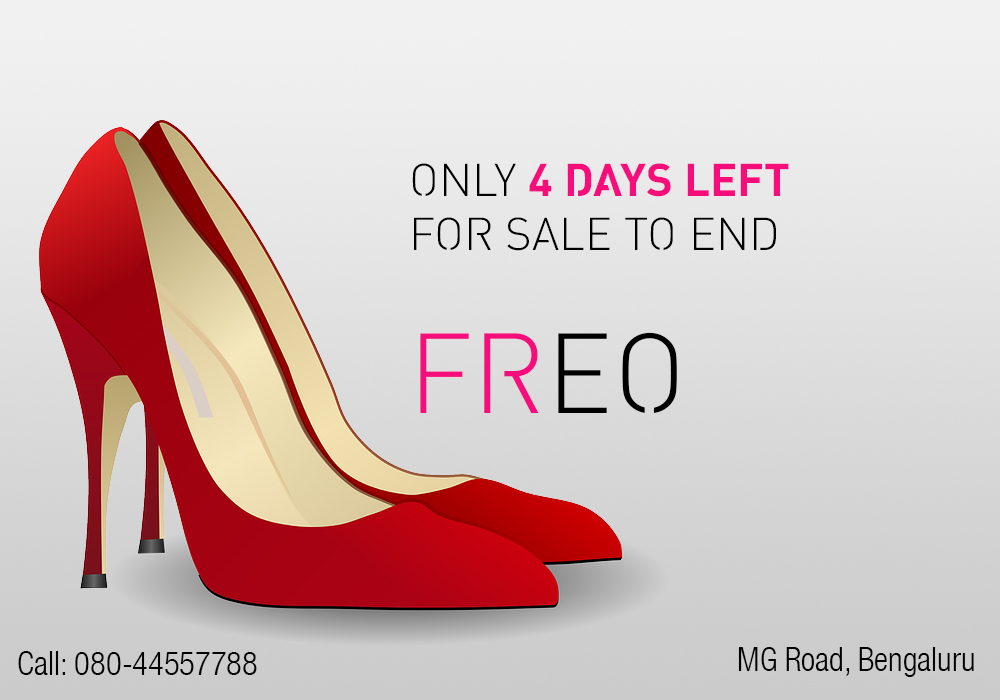 ONLY 4 DAYS LEFT
FOR SALE TO END
FREO
Call: 080-44557788
MG Road, Bengaluru